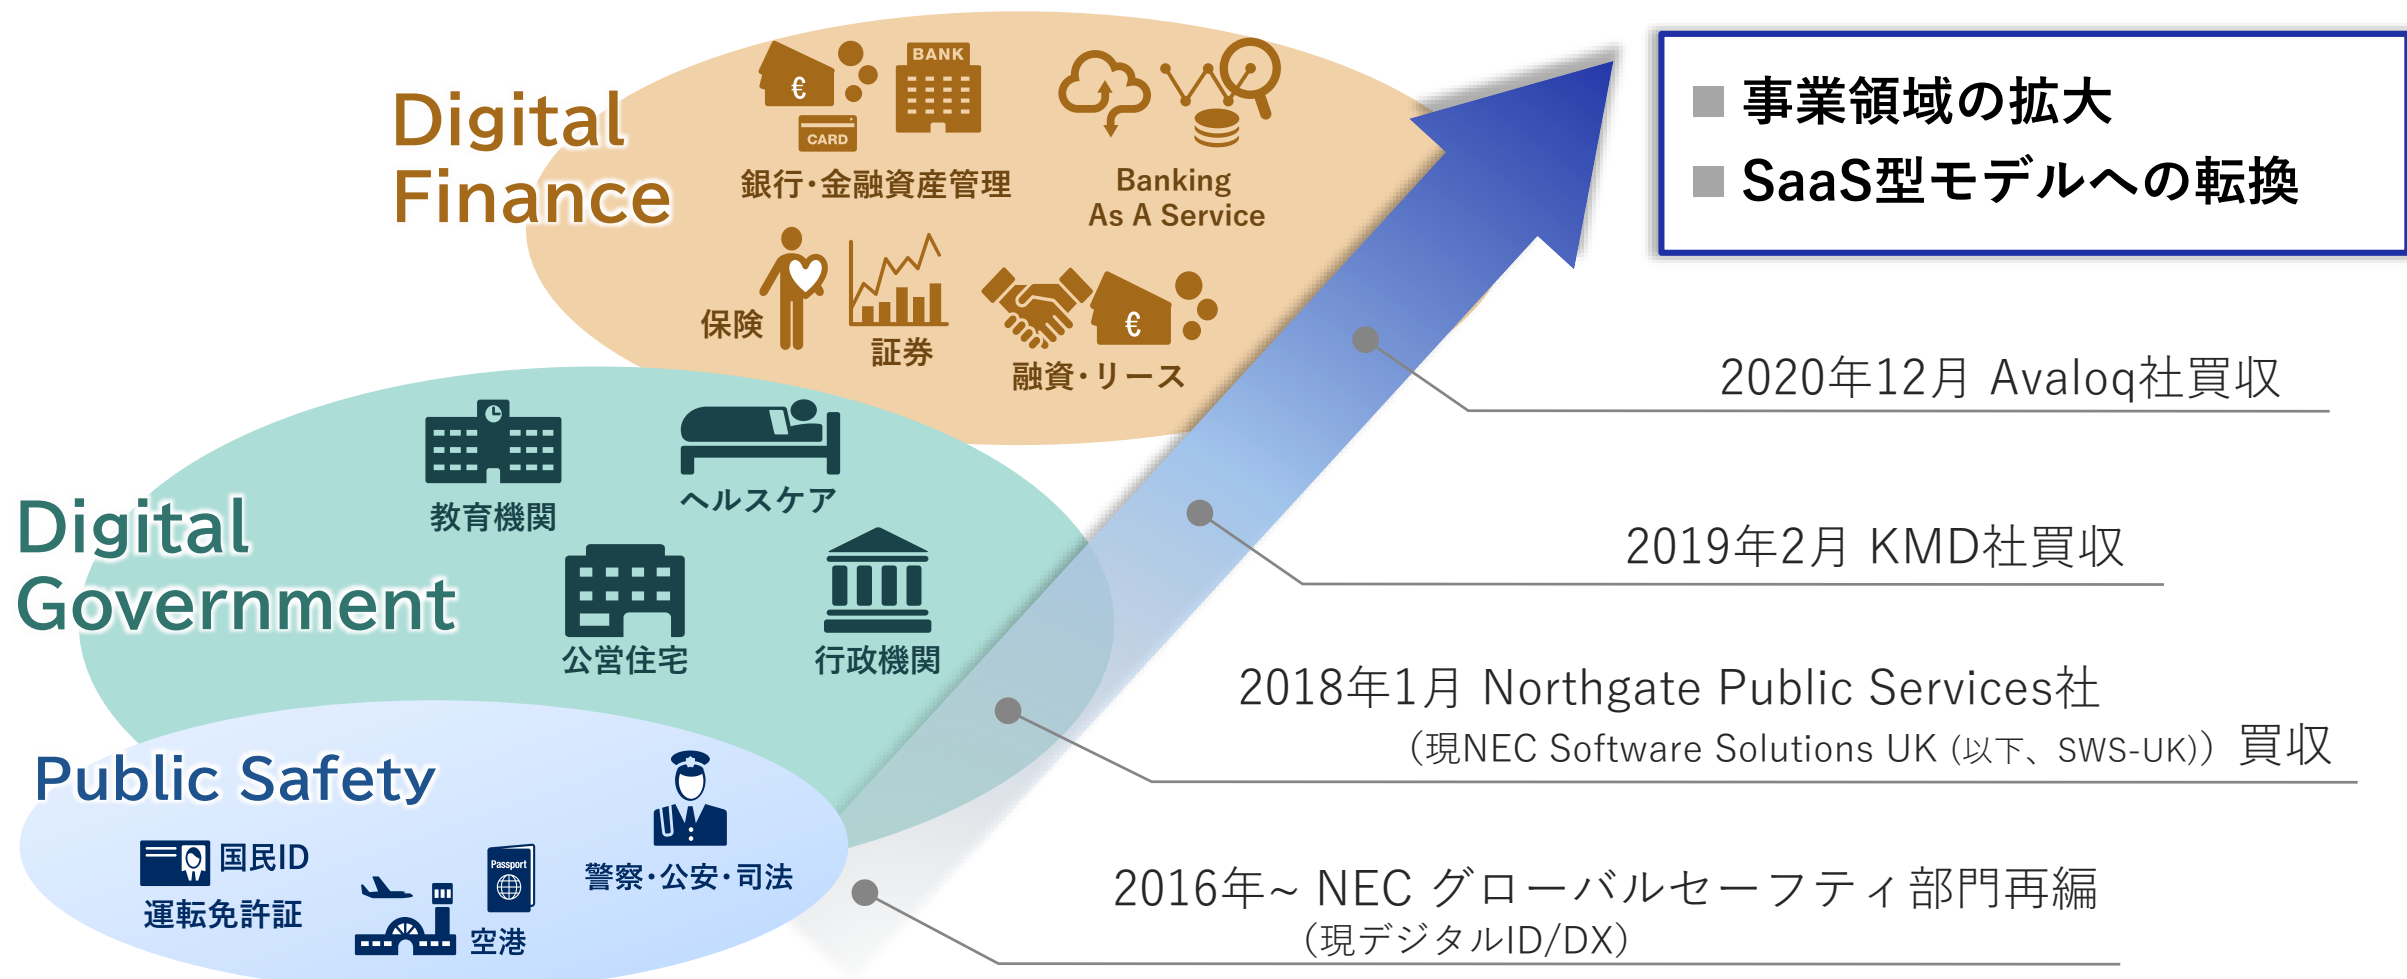 Digital
Finance
BANK
€
CARD
銀行･金融資産管理
Banking
As A Service
保険
証券
€
融資･リース
■ 事業領域の拡大
■ SaaS型モデルへの転換
2020年12月 Avaloq社買収
Digital
Government
教育機関
ヘルスケア
公営住宅
行政機関
2019年2月 KMD社買収
2018年1月 Northgate Public Services社
（現NEC Software Solutions UK (以下、SWS-UK)）買収
Public Safety
国民ID
運転免許証
Passport
空港
警察･公安･司法
2016年~ NEC グローバルセーフティ部門再編
（現デジタルID/DX）